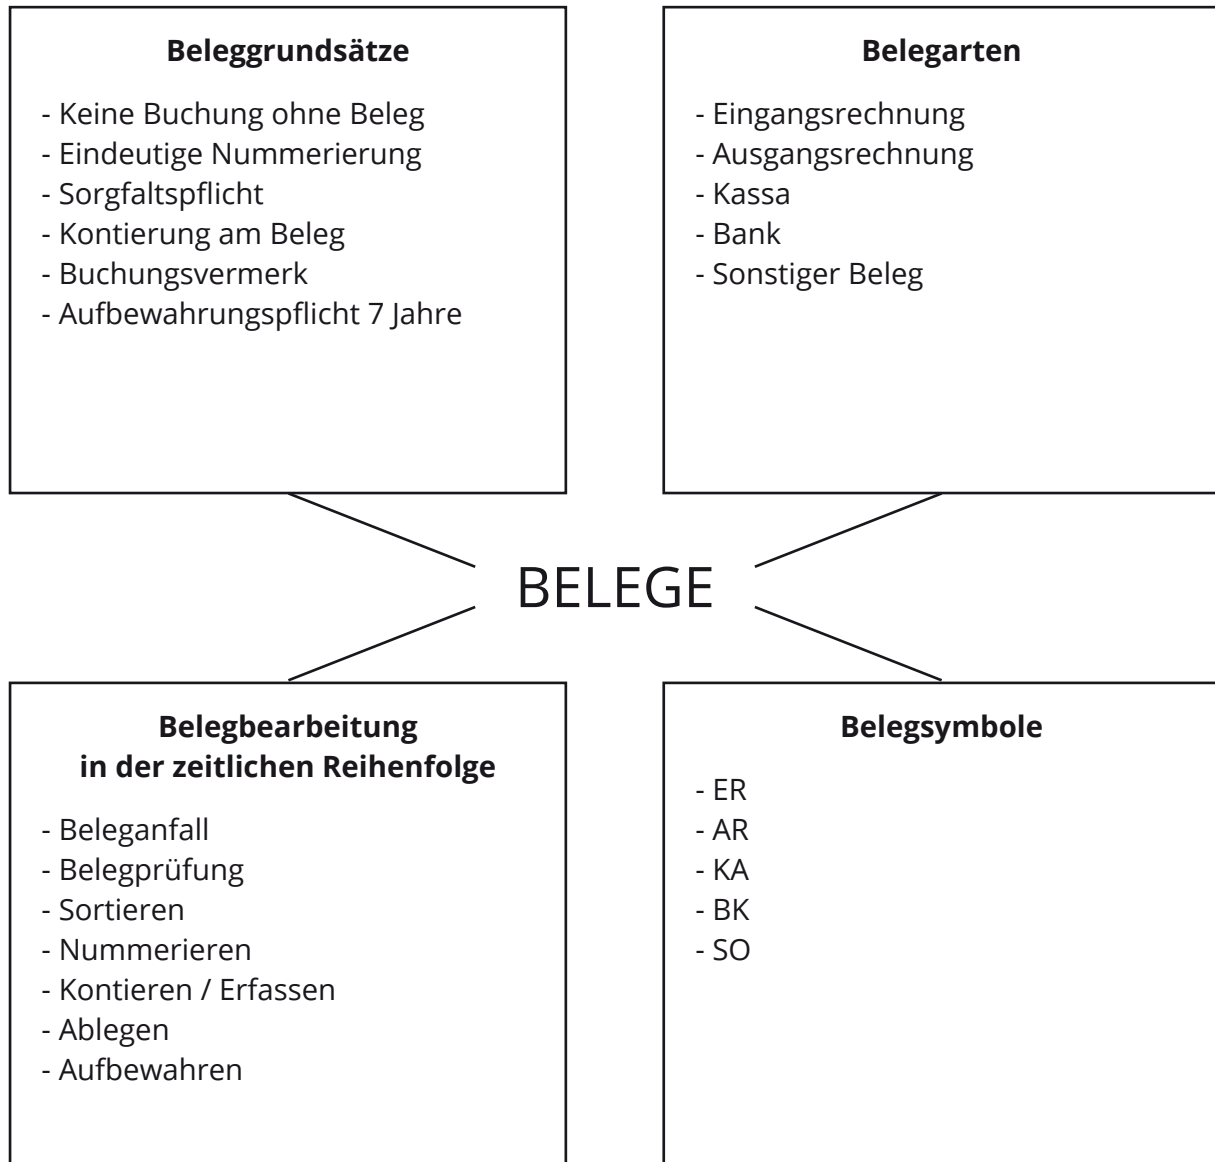 Beleggrundsätze
- Keine Buchung ohne Beleg
- Eindeutige Nummerierung
- Sorgfaltspflicht
- Kontierung am Beleg
- Buchungsvermerk
- Aufbewahrungspflicht 7 Jahre
Belegarten
- Eingangsrechnung
- Ausgangsrechnung
- Kassa
- Bank
- Sonstiger Beleg
BELEGE
Belegbearbeitung
in der zeitlichen Reihenfolge
- Beleganfall
- Belegprüfung
- Sortieren
- Nummerieren
- Kontieren / Erfassen
- Ablegen
- Aufbewahren
Belegsymbole
- ER
- AR
- KA
- BK
- SO